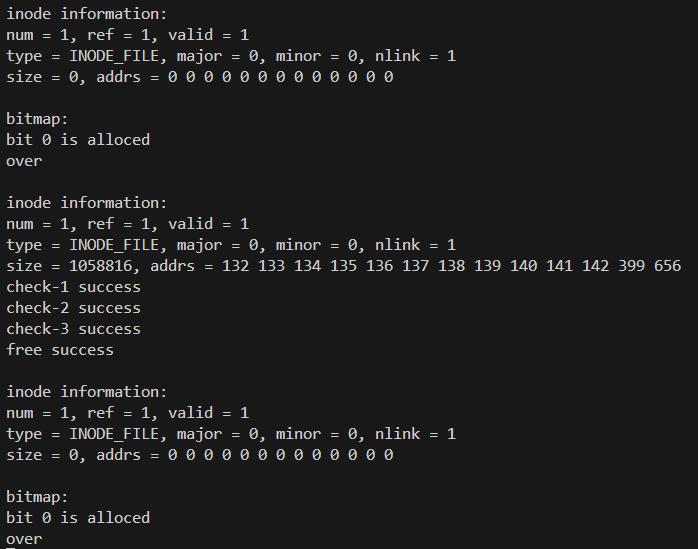 inode information:
num = 1, ref = 1, valid = 1
type = INODE_FILE, major = 0, minor = 0, nlink = 1
size = 0, addrs = 0 0 0 0 0 0 0 0 0 0 0 0 0
bitmap:
bit 0 is alloced
over
inode information:
num = 1, ref = 1, valid = 1
type = INODE_FILE, major = 0, minor = 0, nlink = 1
size = 1058816, addrs = 132 133 134 135 136 137 138 139 140 141 142 399 656
check-1 success
check-2 success
check-3 success
free success
inode information:
num = 1, ref = 1, valid = 1
type = INODE_FILE, major = 0, minor = 0, nlink = 1
size = 0, addrs = 0 0 0 0 0 0 0 0 0 0 0 0 0
bitmap:
bit 0 is alloced
over